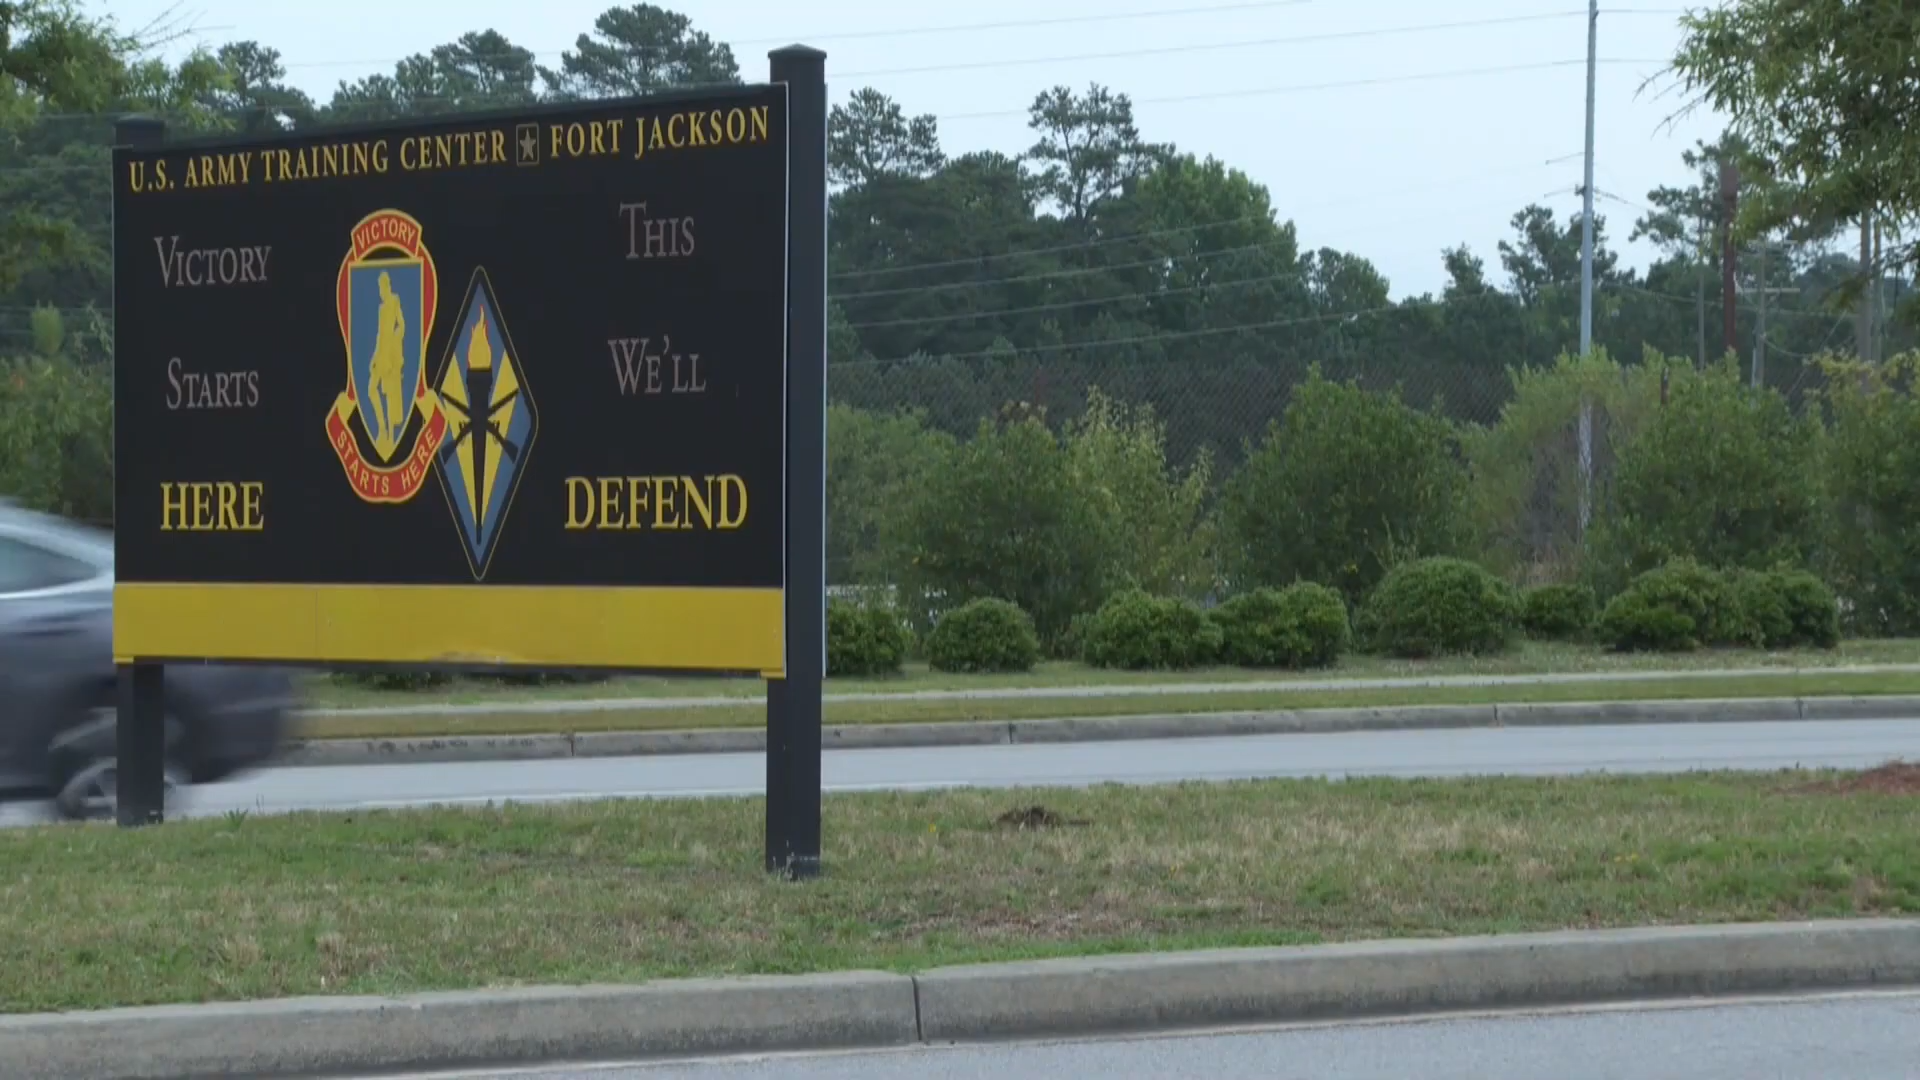 U.S. ARMY TRAINING CENTER FORT JACKSON
VICTORY
STARTS
HERE
VICTORY
STARTS HERE
THIS
WE'LL
DEFEND